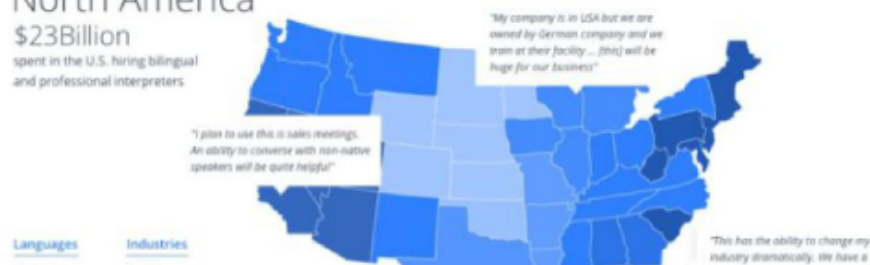 North America
$23Billion
spent in the U.S. hiring bilingual
and professional interpreters
"My company is in USA but we are
owned by German company and we
train at their facility ... [this] will be
huge for our business"
"I plan to use this is sales meetings.
An ability to converse with non-native
speakers will be quite helpful"
Languages
Industries
"This has the ability to change my
industry dramatically. We have a